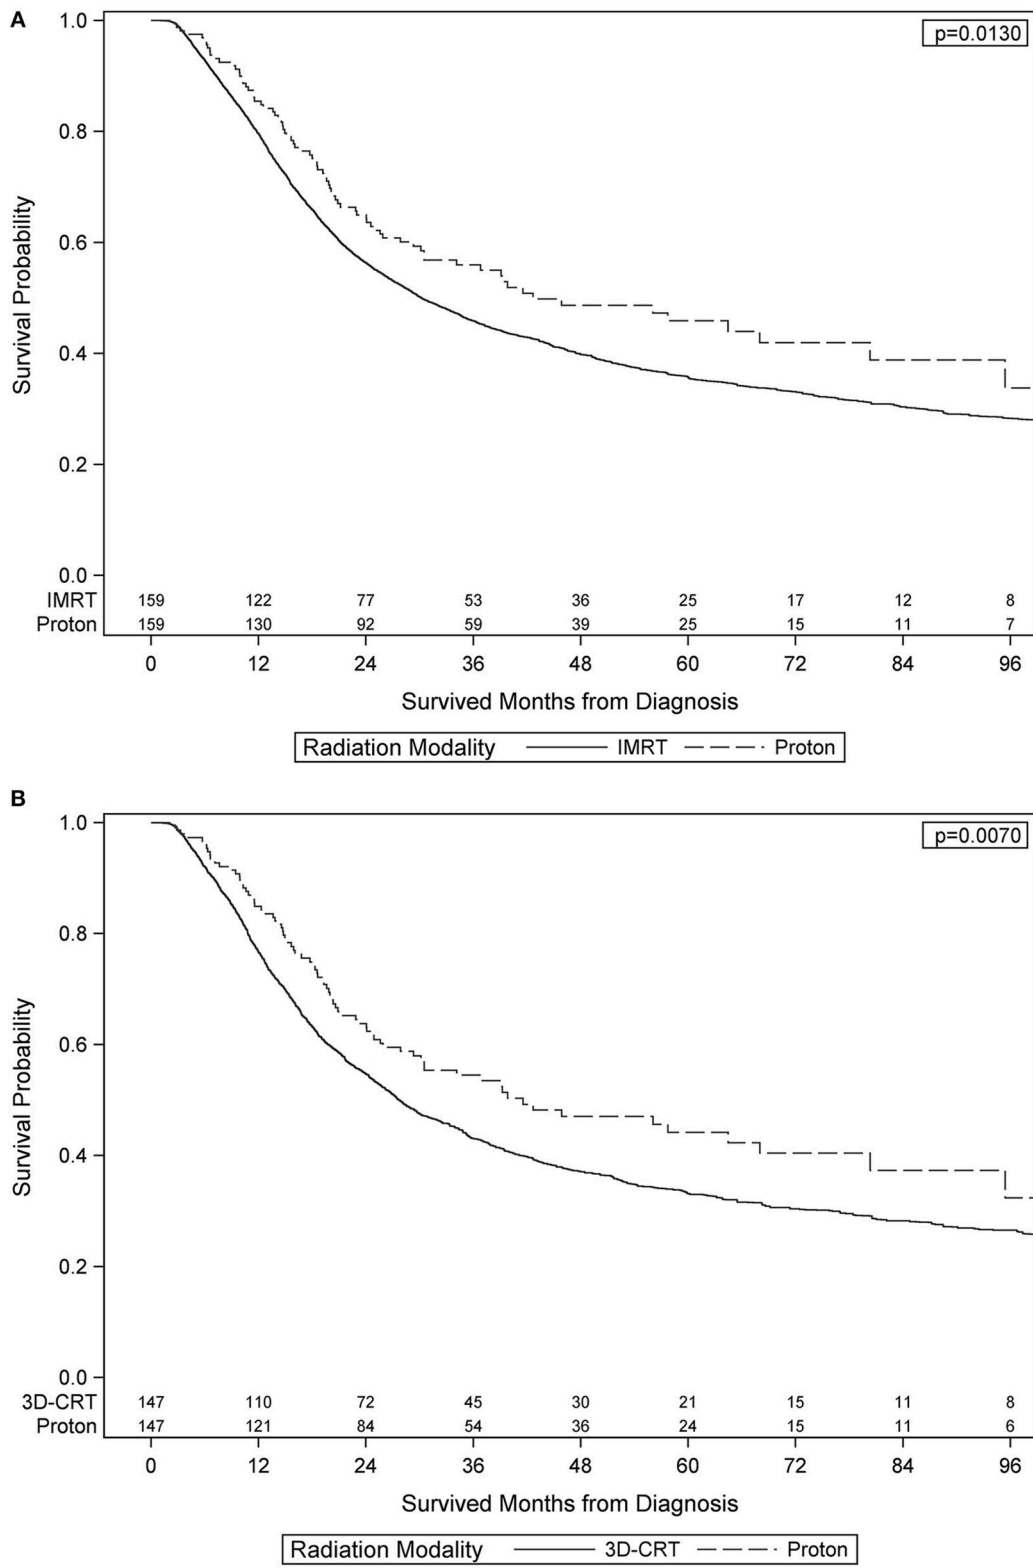 A
p=0.0130
1.0
0.8
0.6
0.4
0.2
0.0
Survival Probability
IMRT 159 122 77 53 36 25 17 12 8
Proton 159 130 92 59 39 25 15 11 7
0 12 24 36 48 60 72 84 96
Survived Months from Diagnosis
Radiation Modality IMRT Proton
B
p=0.0070
1.0
0.8
0.6
0.4
0.2
0.0
Survival Probability
3D-CRT 147 110 72 45 30 21 15 11 8
Proton 147 121 84 54 36 24 15 11 6
0 12 24 36 48 60 72 84 96
Survived Months from Diagnosis
Radiation Modality 3D-CRT Proton